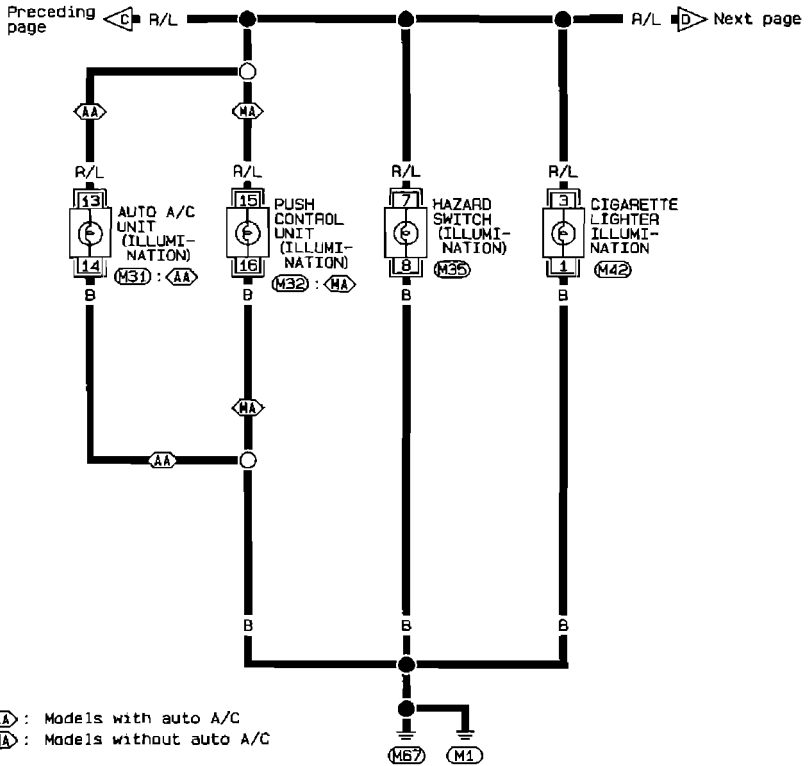 Preceding page
C R/L
R/L D Next page
AA
MA
R/L
R/L
R/L
R/L
13
AUTO A/C
UNIT
(ILLUMI-
NATION)
14
M31 : AA
B
15
PUSH
CONTROL
UNIT
(ILLUMI-
NATION)
16
M32 : MA
B
7
HAZARD
SWITCH
(ILLUMI-
NATION)
8
M35
B
3
CIGARETTE
LIGHTER
ILLUMI-
NATION
1
M42
B
MA
AA
B
B
B
A : Models with auto A/C
A : Models without auto A/C
M67
M1